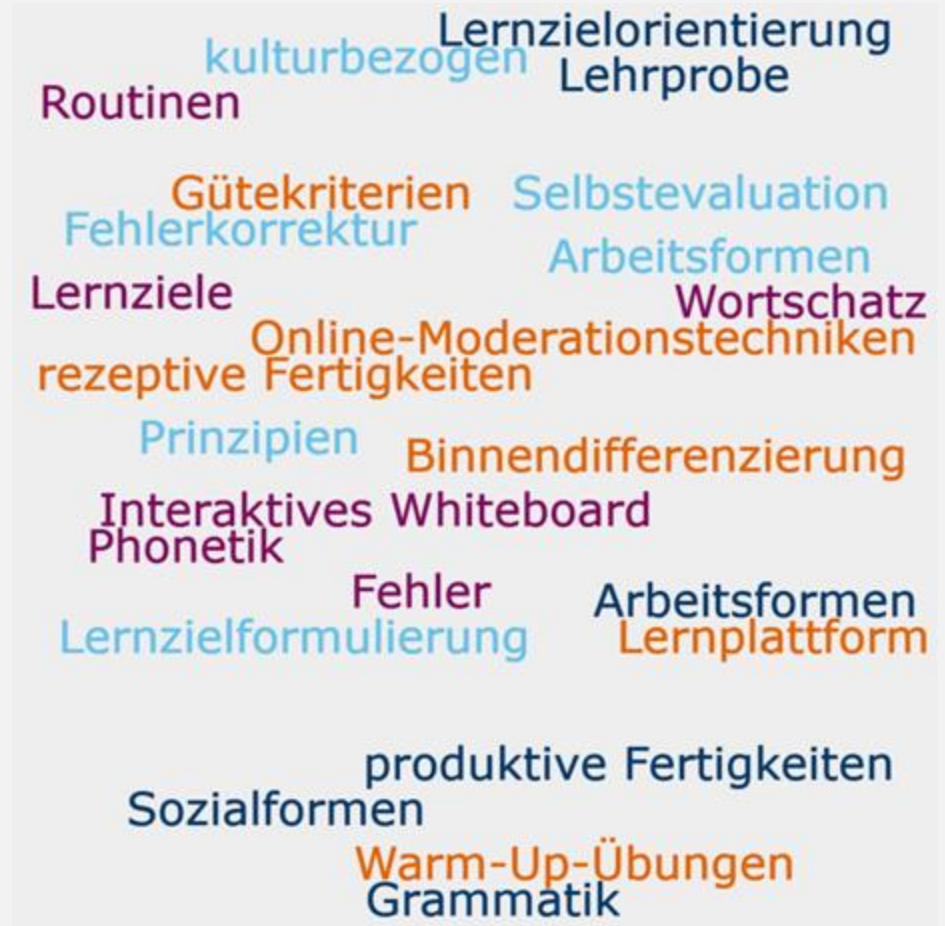 Lernzielorientierung
kulturbezogen
Lehrprobe
Routinen
Gütekriterien
Selbstevaluation
Fehlerkorrektur
Arbeitsformen
Lernziele
Wortschatz
Online-Moderationstechniken
rezeptive Fertigkeiten
Prinzipien
Binnendifferenzierung
Interaktives Whiteboard
Phonetik
Fehler
Arbeitsformen
Lernzielformulierung
Lernplattform
produktive Fertigkeiten
Sozialformen
Warm-Up-Übungen
Grammatik